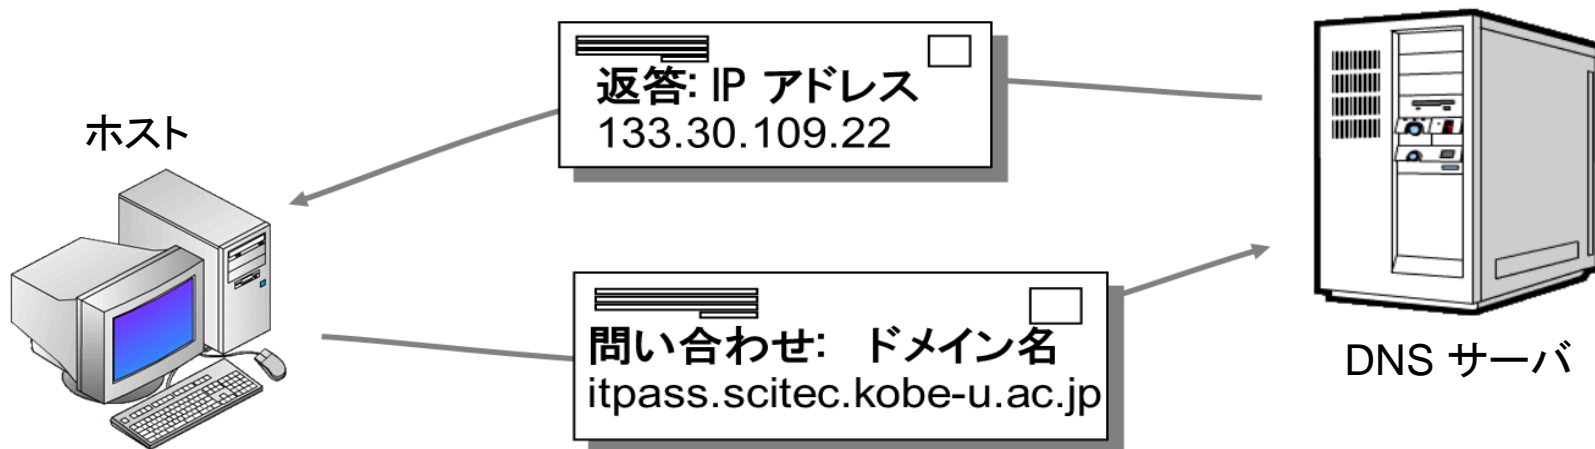 返答: IP アドレス
133.30.109.22
ホスト
問い合わせ: ドメイン名
itpass.scitec.kobe-u.ac.jp
DNS サーバ